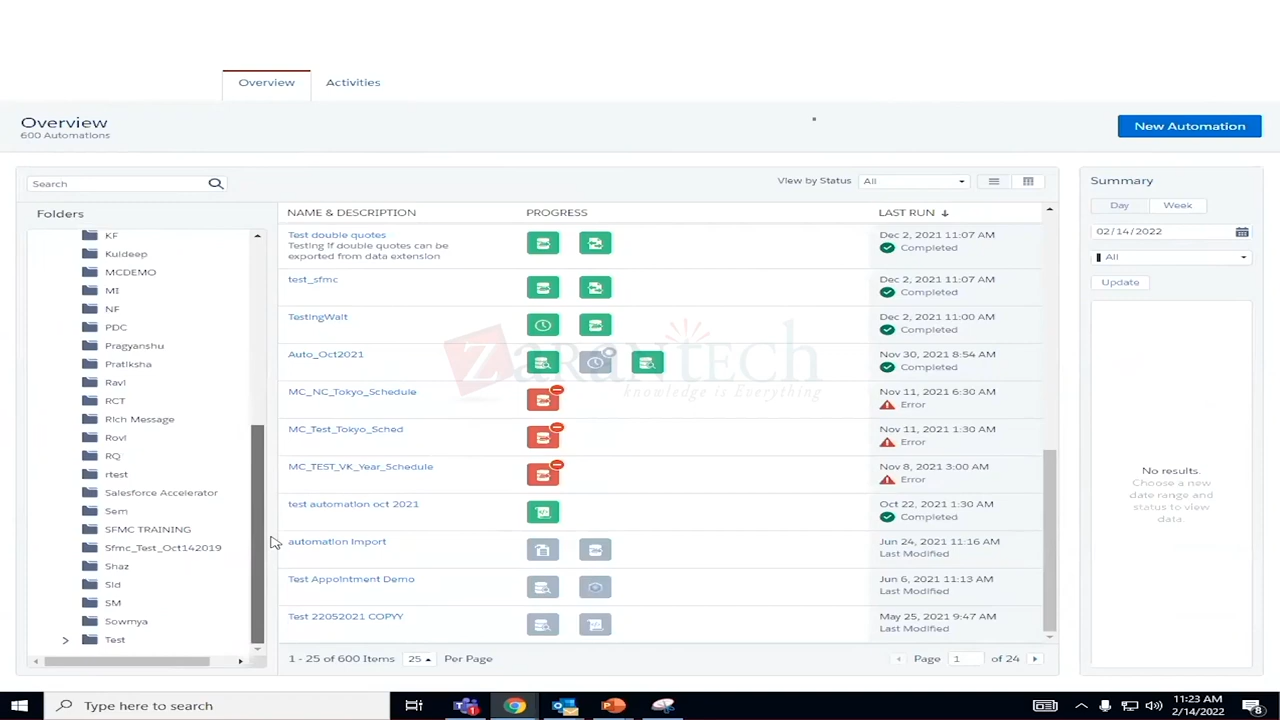 Overview Activities
Overview
600 Automations
New Automation
Search
View by Status All
Summary
Day Week
02/14/2022
All
Update
No results.
Choose a new
date range and
status to view
data.
Folders
KF
Kuldeep
MCDEMO
MI
NF
PDC
Pragyanshu
Pratiksha
Ravi
RCT
Rich Message
Rovi
RQ
rtest
Salesforce Accelerator
Sem
SFMC TRAINING
Sfmc_Test_Oct142019
Shaz
Sid
SM
Sowmya
Test
NAME & DESCRIPTION PROGRESS LAST RUN
Test double quotes Dec 2, 2021 11:07 AM
Testing if double quotes can be Completed
exported from data extension
test_sfmc Dec 2, 2021 11:07 AM
Completed
TestingWait Dec 2, 2021 11:00 AM
Completed
Auto_Oct2021 Nov 30, 2021 8:54 AM
Completed
MC_NC_Tokyo_Schedule Nov 11, 2021 6:30 AM
Error
MC_Test_Tokyo_Sched Nov 11, 2021 1:30 AM
Error
MC_TEST_VK_Year_Schedule Nov 8, 2021 3:00 AM
Error
test automation oct 2021 Oct 22, 2021 1:30 AM
Completed
automation import Jun 24, 2021 11:16 AM
Last Modified
Test Appointment Demo Jun 6, 2021 11:13 AM
Last Modified
Test 22052021 COPYY May 25, 2021 9:47 AM
Last Modified
1 - 25 of 600 Items 25 Per Page Page 1 of 24
ZaranTech
knowledge is Everything
Type here to search
1
11:23 AM
2/14/2022
8